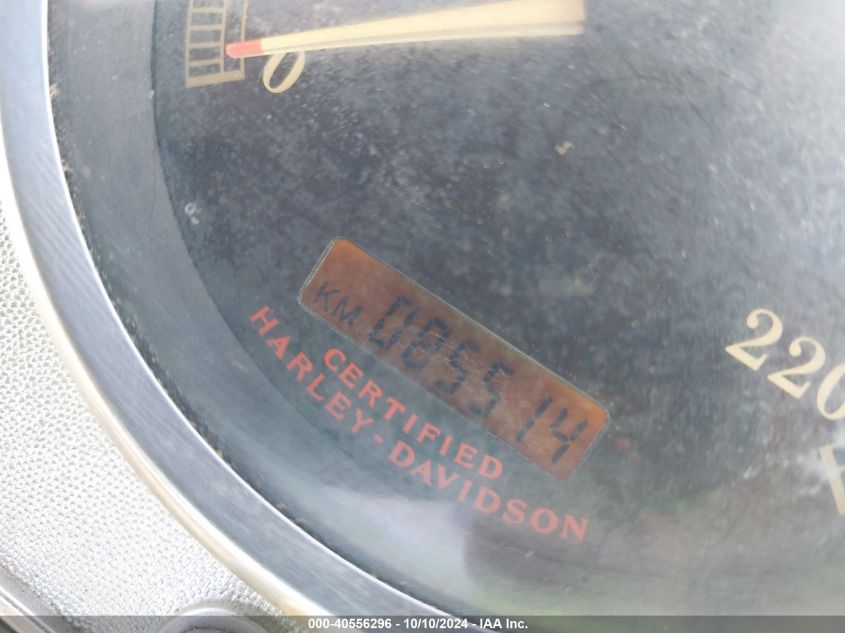 0
KM 085514
CERTIFIED
HARLEY-DAVIDSON
220
000-40556296 - 10/10/2024 - IAA Inc.